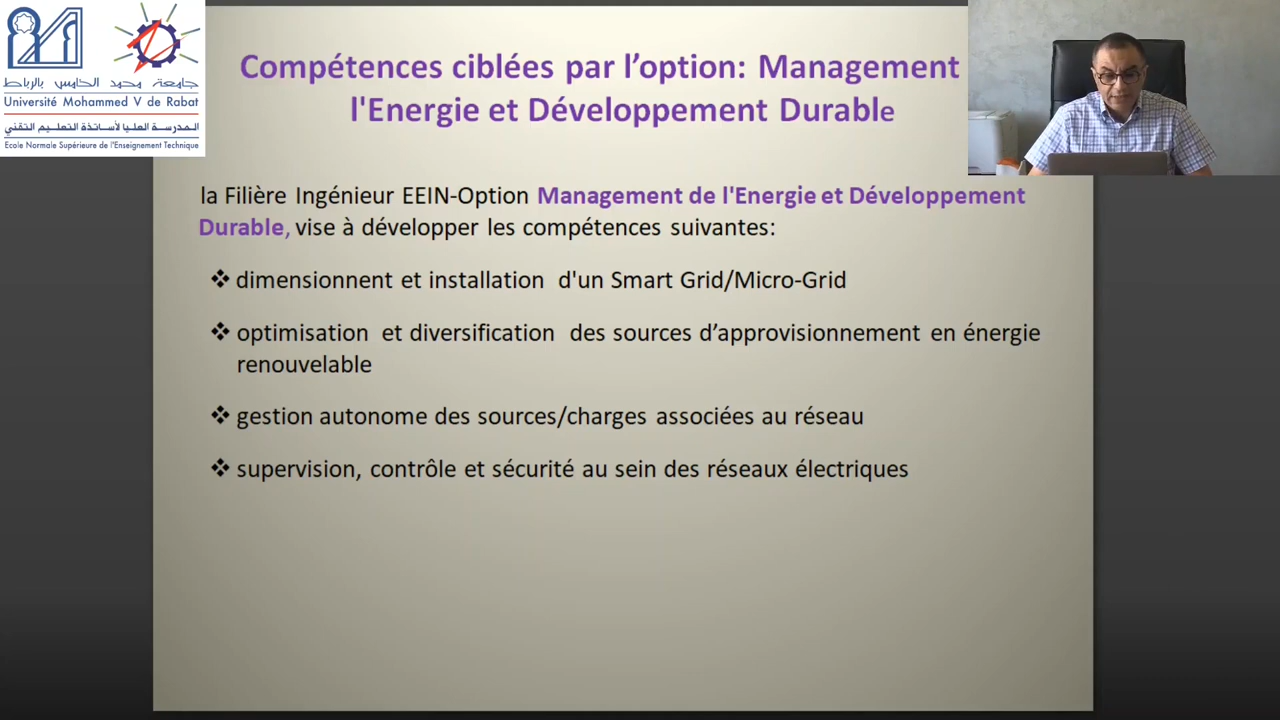 جامعة محمد الخامس بالرباط
Université Mohammed V de Rabat
المدرسة العليا لأساتذة التعليم التقني
Ecole Normale Supérieure de l'Enseignement Technique
Compétences ciblées par l’option: Management
l'Energie et Développement Durable
la Filière Ingénieur EEIN-Option Management de l'Energie et Développement
Durable, vise à développer les compétences suivantes:
❖ dimensionnent et installation d'un Smart Grid/Micro-Grid
❖ optimisation et diversification des sources d’approvisionnement en énergie
renouvelable
❖ gestion autonome des sources/charges associées au réseau
❖ supervision, contrôle et sécurité au sein des réseaux électriques